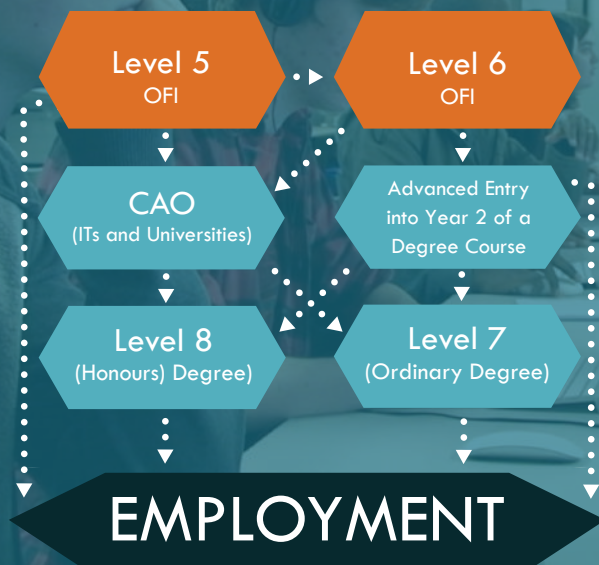 Level 5
OFI
Level 6
OFI
CAO
(ITs and Universities)
Advanced Entry
into Year 2 of a
Degree Course
Level 8
(Honours) Degree)
Level 7
(Ordinary Degree)
EMPLOYMENT